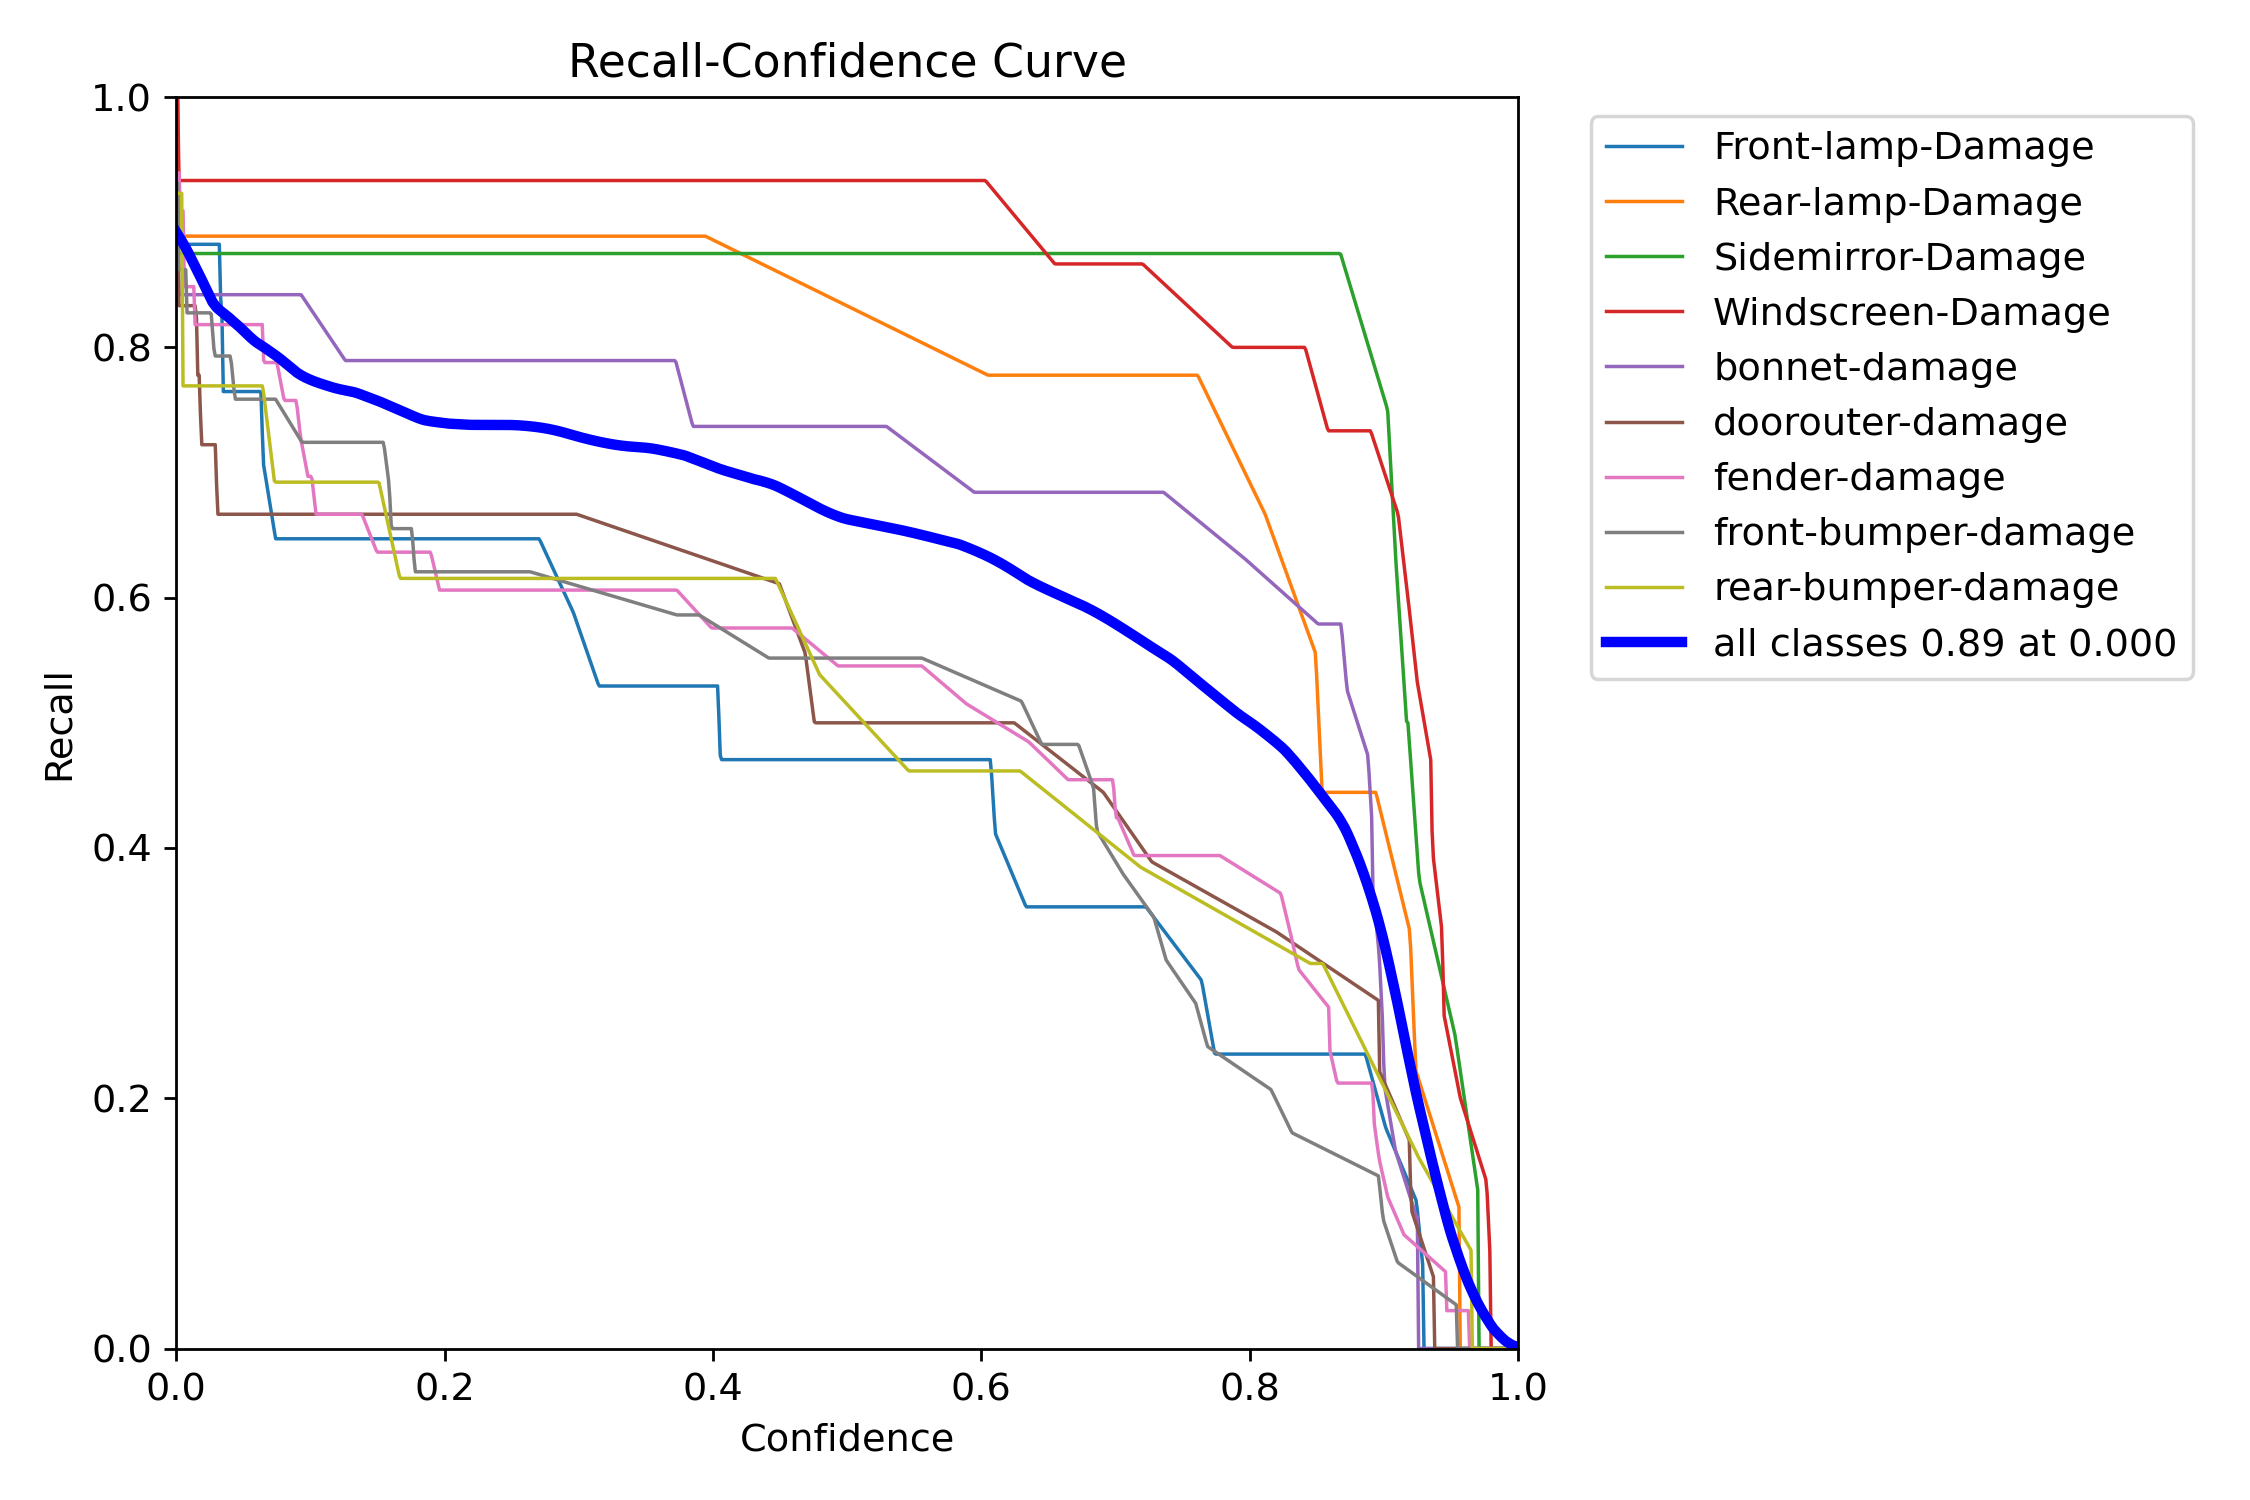 Recall-Confidence Curve
1.0
0.8
0.6
0.4
0.2
0.0
Recall
0.0 0.2 0.4 0.6 0.8 1.0
Confidence
Front-lamp-Damage
Rear-lamp-Damage
Sidemirror-Damage
Windscreen-Damage
bonnet-damage
doorouter-damage
fender-damage
front-bumper-damage
rear-bumper-damage
all classes 0.89 at 0.000